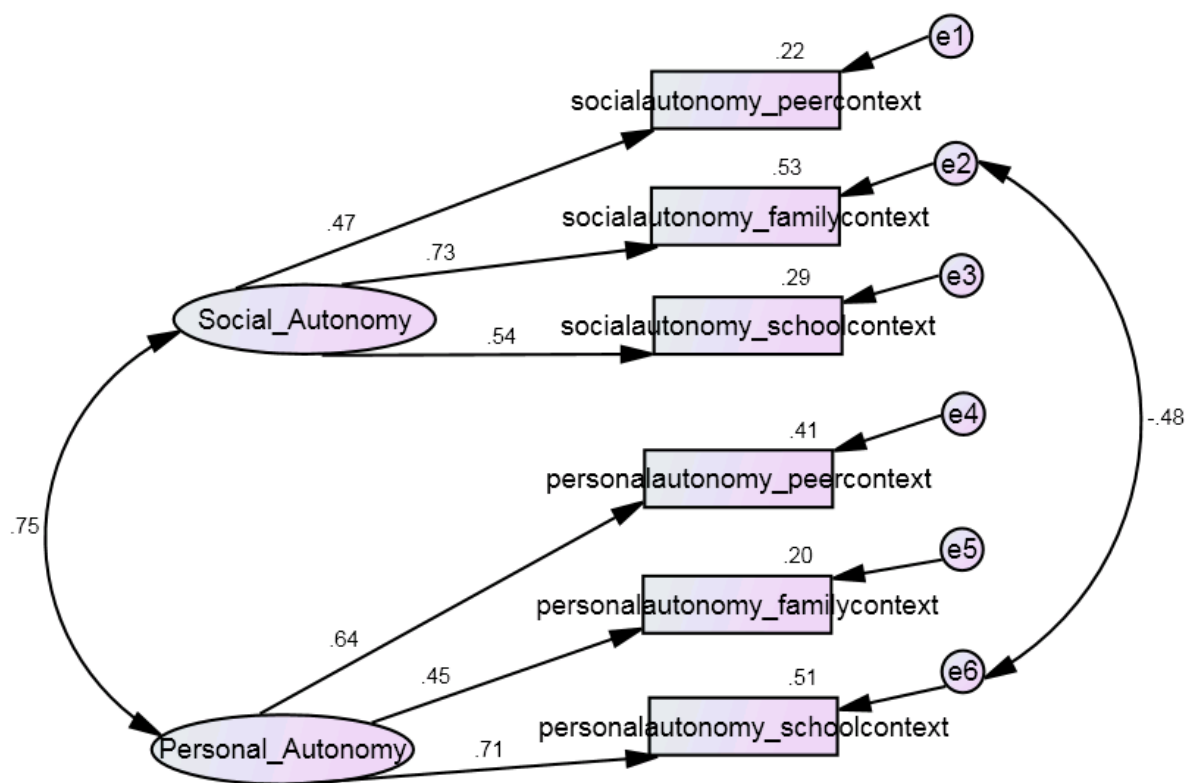 e1
.22
socialautonomy_peercontext
e2
.53
socialautonomy_familycontext
.47
.73
e3
.29
socialautonomy_schoolcontext
Social_Autonomy
.54
e4
.41
-.48
personalautonomy_peercontext
.75
e5
.20
personalautonomy_familycontext
.64
.45
e6
.51
personalautonomy_schoolcontext
Personal_Autonomy
.71